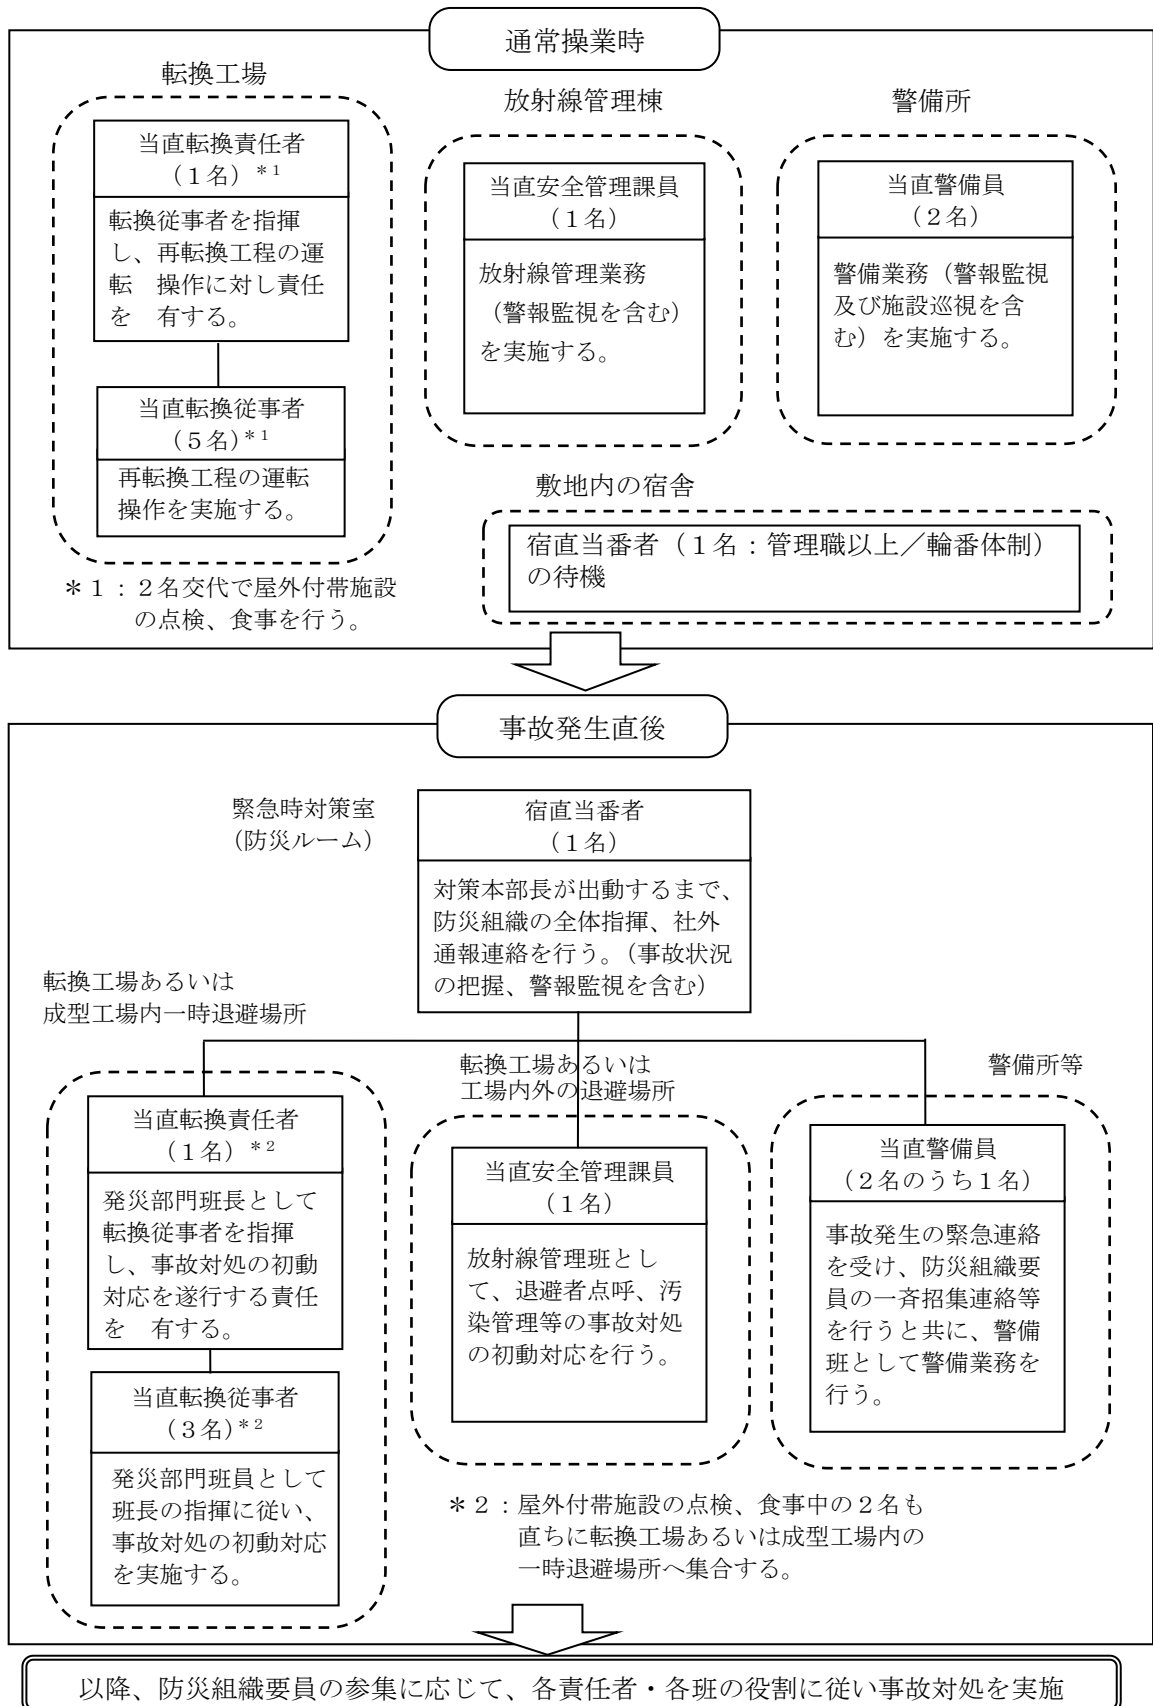 通常操業時
転換工場
当直転換責任者
（１名）＊１
転換従事者を指揮
し、再転換工程の運
転　操作に対し責任
を　有する。
当直転換従事者
（５名）＊１
再転換工程の運転
操作を実施する。
＊１：２名交代で屋外付帯施設
の点検、食事を行う。
放射線管理棟
当直安全管理課員
（１名）
放射線管理業務
（警報監視を含む）
を実施する。
警備所
当直警備員
（２名）
警備業務（警報監視
及び施設巡視を含
む）を実施する。
敷地内の宿舎
宿直当番者（１名：管理職以上／輪番体制）
の待機
事故発生直後
緊急時対策室
（防災ルーム）
宿直当番者
（１名）
対策本部長が出動するまで、
防災組織の全体指揮、社外
通報連絡を行う。（事故状況
の把握、警報監視を含む）
転換工場あるいは
成型工場内一時退避場所
当直転換責任者
（１名）＊２
発災部門班長として
転換従事者を指揮
し、事故対処の初動
対応を遂行する責任
を　有する。
当直転換従事者
（３名）＊２
発災部門班員として
班長の指揮に従い、
事故対処の初動対応
を実施する。
転換工場あるいは
工場内外の退避場所
当直安全管理課員
（１名）
放射線管理班とし
て、退避者点呼、汚
染管理等の事故対処
の初動対応を行う。
警備所等
当直警備員
（２名のうち１名）
事故発生の緊急連絡
を受け、防災組織要
員の一斉招集連絡等
を行うと共に、警備
班として警備業務を
行う。
＊２：屋外付帯施設の点検、食事中の２名も
直ちに転換工場あるいは成型工場内の
一時退避場所へ集合する。
以降、防災組織要員の参集に応じて、各責任者・各班の役割に従い事故対処を実施